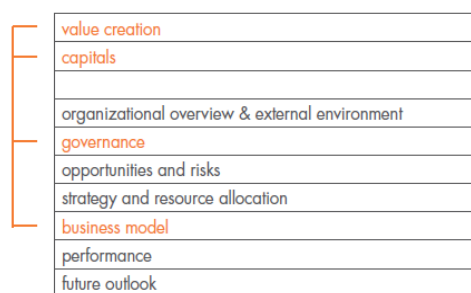 value creation
capitals
organizational overview & external environment
governance
opportunities and risks
strategy and resource allocation
business model
performance
future outlook